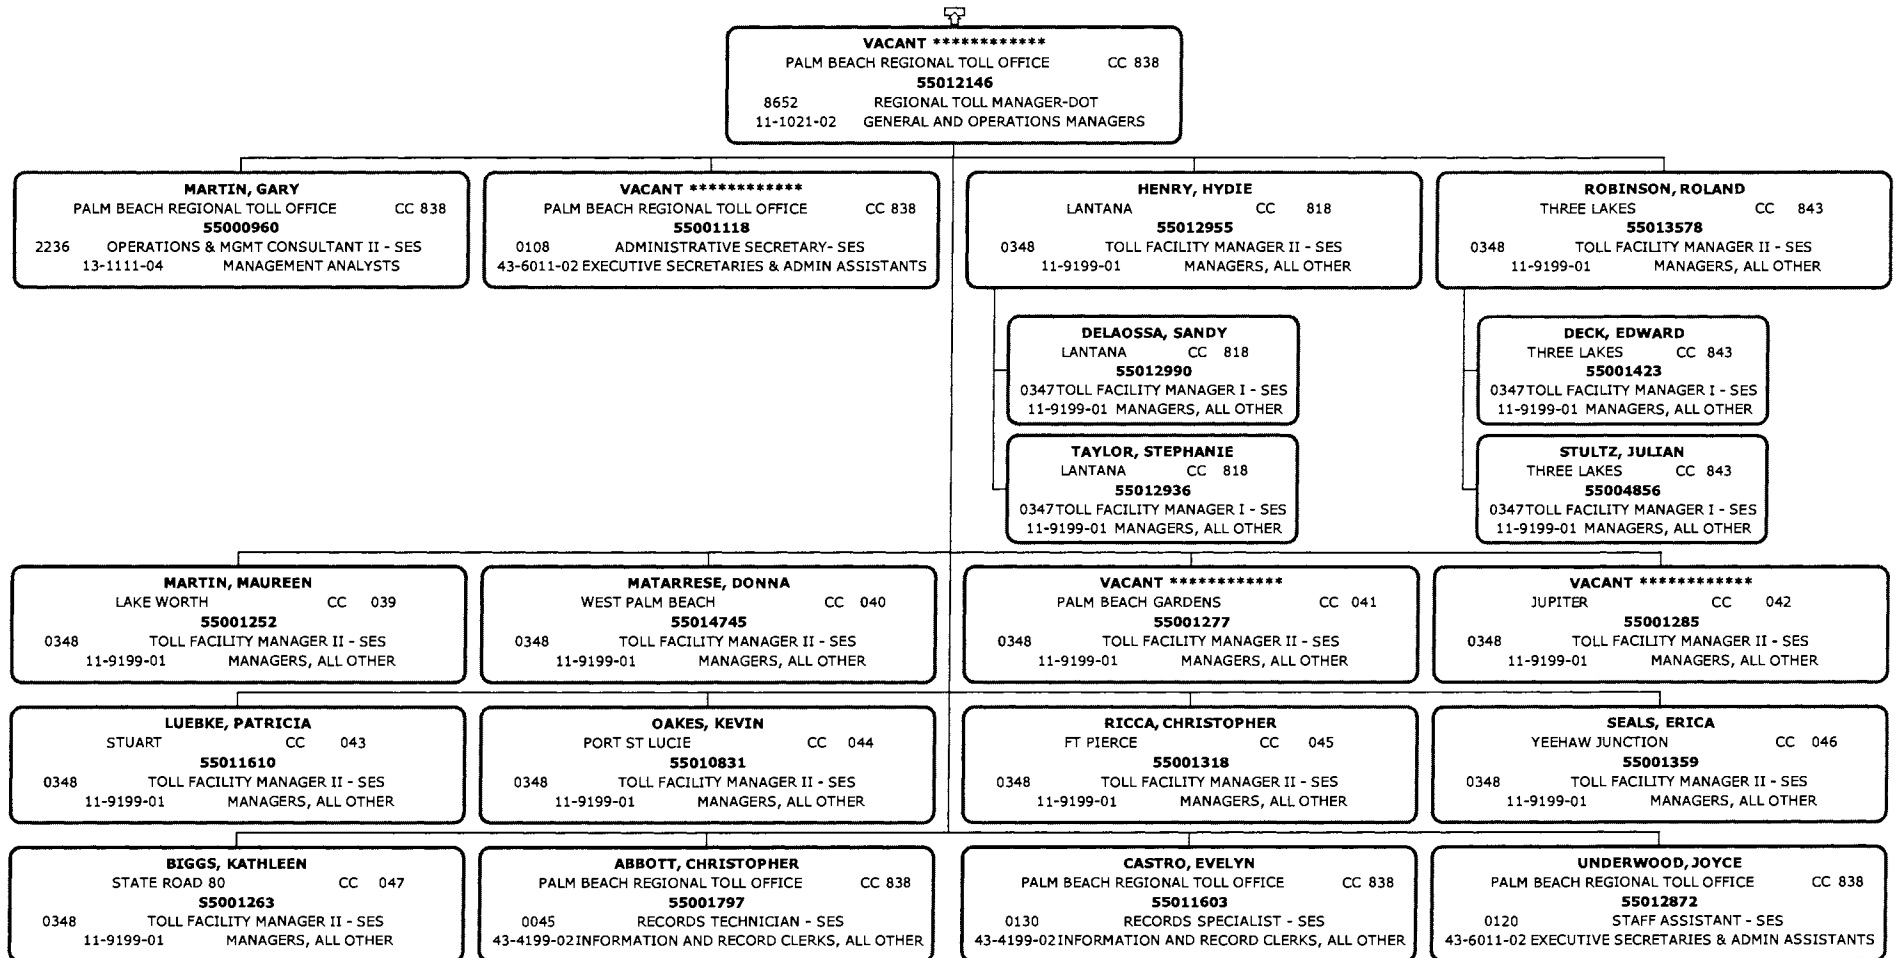 VACANT ************
PALM BEACH REGIONAL TOLL OFFICE CC 838
55012146
8652 REGIONAL TOLL MANAGER-DOT
11-1021-02 GENERAL AND OPERATIONS MANAGERS
MARTIN, GARY
PALM BEACH REGIONAL TOLL OFFICE CC 838
55000960
2236 OPERATIONS & MGMT CONSULTANT II - SES
13-1111-04 MANAGEMENT ANALYSTS
VACANT ************
PALM BEACH REGIONAL TOLL OFFICE CC 838
55001118
0108 ADMINISTRATIVE SECRETARY- SES
43-6011-02 EXECUTIVE SECRETARIES & ADMIN ASSISTANTS
HENRY, HYDIE
LANTANA CC 818
55012955
0348 TOLL FACILITY MANAGER II - SES
11-9199-01 MANAGERS, ALL OTHER
ROBINSON, ROLAND
THREE LAKES CC 843
55013578
0348 TOLL FACILITY MANAGER II - SES
11-9199-01 MANAGERS, ALL OTHER
DELAOSSA, SANDY
LANTANA CC 818
55012990
0347TOLL FACILITY MANAGER I - SES
11-9199-01 MANAGERS, ALL OTHER
DECK, EDWARD
THREE LAKES CC 843
55001423
0347TOLL FACILITY MANAGER I - SES
11-9199-01 MANAGERS, ALL OTHER
TAYLOR, STEPHANIE
LANTANA CC 818
55012936
0347TOLL FACILITY MANAGER I - SES
11-9199-01 MANAGERS, ALL OTHER
STULTZ, JULIAN
THREE LAKES CC 843
55004856
0347TOLL FACILITY MANAGER I - SES
11-9199-01 MANAGERS, ALL OTHER
MARTIN, MAUREEN
LAKE WORTH CC 039
55001252
0348 TOLL FACILITY MANAGER II - SES
11-9199-01 MANAGERS, ALL OTHER
MATARRESE, DONNA
WEST PALM BEACH CC 040
55014745
0348 TOLL FACILITY MANAGER II - SES
11-9199-01 MANAGERS, ALL OTHER
VACANT ************
PALM BEACH GARDENS CC 041
55001277
0348 TOLL FACILITY MANAGER II - SES
11-9199-01 MANAGERS, ALL OTHER
VACANT ************
JUPITER CC 042
55001285
0348 TOLL FACILITY MANAGER II - SES
11-9199-01 MANAGERS, ALL OTHER
LUEBKE, PATRICIA
STUART CC 043
55011610
0348 TOLL FACILITY MANAGER II - SES
11-9199-01 MANAGERS, ALL OTHER
OAKES, KEVIN
PORT ST LUCIE CC 044
55010831
0348 TOLL FACILITY MANAGER II - SES
11-9199-01 MANAGERS, ALL OTHER
RICCA, CHRISTOPHER
FT PIERCE CC 045
55001318
0348 TOLL FACILITY MANAGER II - SES
11-9199-01 MANAGERS, ALL OTHER
SEALS, ERICA
YEEHAW JUNCTION CC 046
55001359
0348 TOLL FACILITY MANAGER II - SES
11-9199-01 MANAGERS, ALL OTHER
BIGGS, KATHLEEN
STATE ROAD 80 CC 047
S5001263
0348 TOLL FACILITY MANAGER II - SES
11-9199-01 MANAGERS, ALL OTHER
ABBOTT, CHRISTOPHER
PALM BEACH REGIONAL TOLL OFFICE CC 838
55001797
0045 RECORDS TECHNICIAN - SES
43-4199-02INFORMATION AND RECORD CLERKS, ALL OTHER
CASTRO, EVELYN
PALM BEACH REGIONAL TOLL OFFICE CC 838
55011603
0130 RECORDS SPECIALIST - SES
43-4199-02INFORMATION AND RECORD CLERKS, ALL OTHER
UNDERWOOD, JOYCE
PALM BEACH REGIONAL TOLL OFFICE CC 838
55012872
0120 STAFF ASSISTANT - SES
43-6011-02 EXECUTIVE SECRETARIES & ADMIN ASSISTANTS